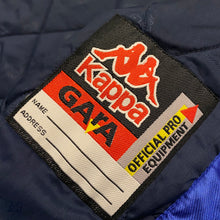 Kappa
GARA
NAME
ADDRESS
OFFICIAL PRO
EQUIPMENT